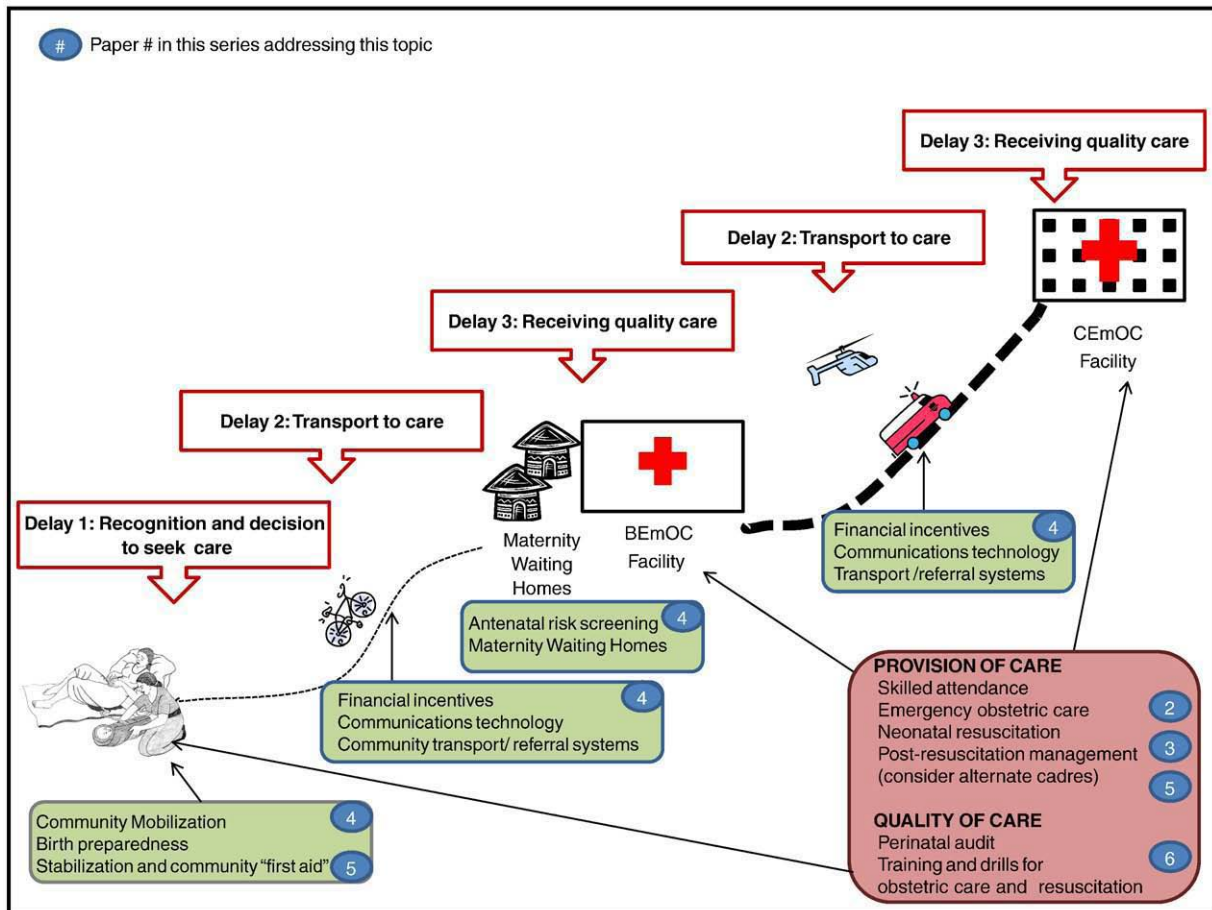 # Paper # in this series addressing this topic
Delay 3: Receiving quality care
Delay 2: Transport to care
Delay 3: Receiving quality care
Delay 2: Transport to care
Delay 1: Recognition and decision
to seek care
CEmOC
Facility
Maternity
Waiting
Homes
BEmOC
Facility
Financial incentives 4
Communications technology
Transport /referral systems
Antenatal risk screening 4
Maternity Waiting Homes
Financial incentives 4
Communications technology
Community transport/ referral systems
Community Mobilization 4
Birth preparedness
Stabilization and community “first aid” 5
PROVISION OF CARE
Skilled attendance
Emergency obstetric care 2
Neonatal resuscitation
Post-resuscitation management 3
(consider alternate cadres) 5
QUALITY OF CARE
Perinatal audit
Training and drills for 6
obstetric care and resuscitation